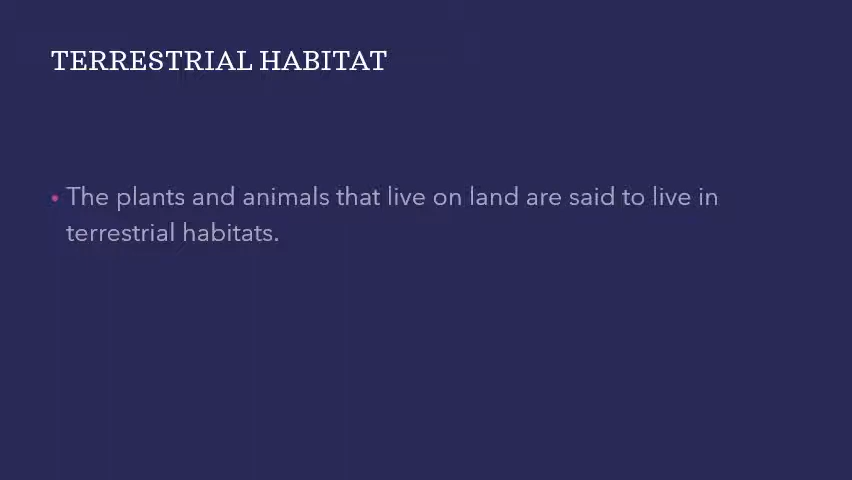 TERRESTRIAL HABITAT
• The plants and animals that live on land are said to live in
terrestrial habitats.